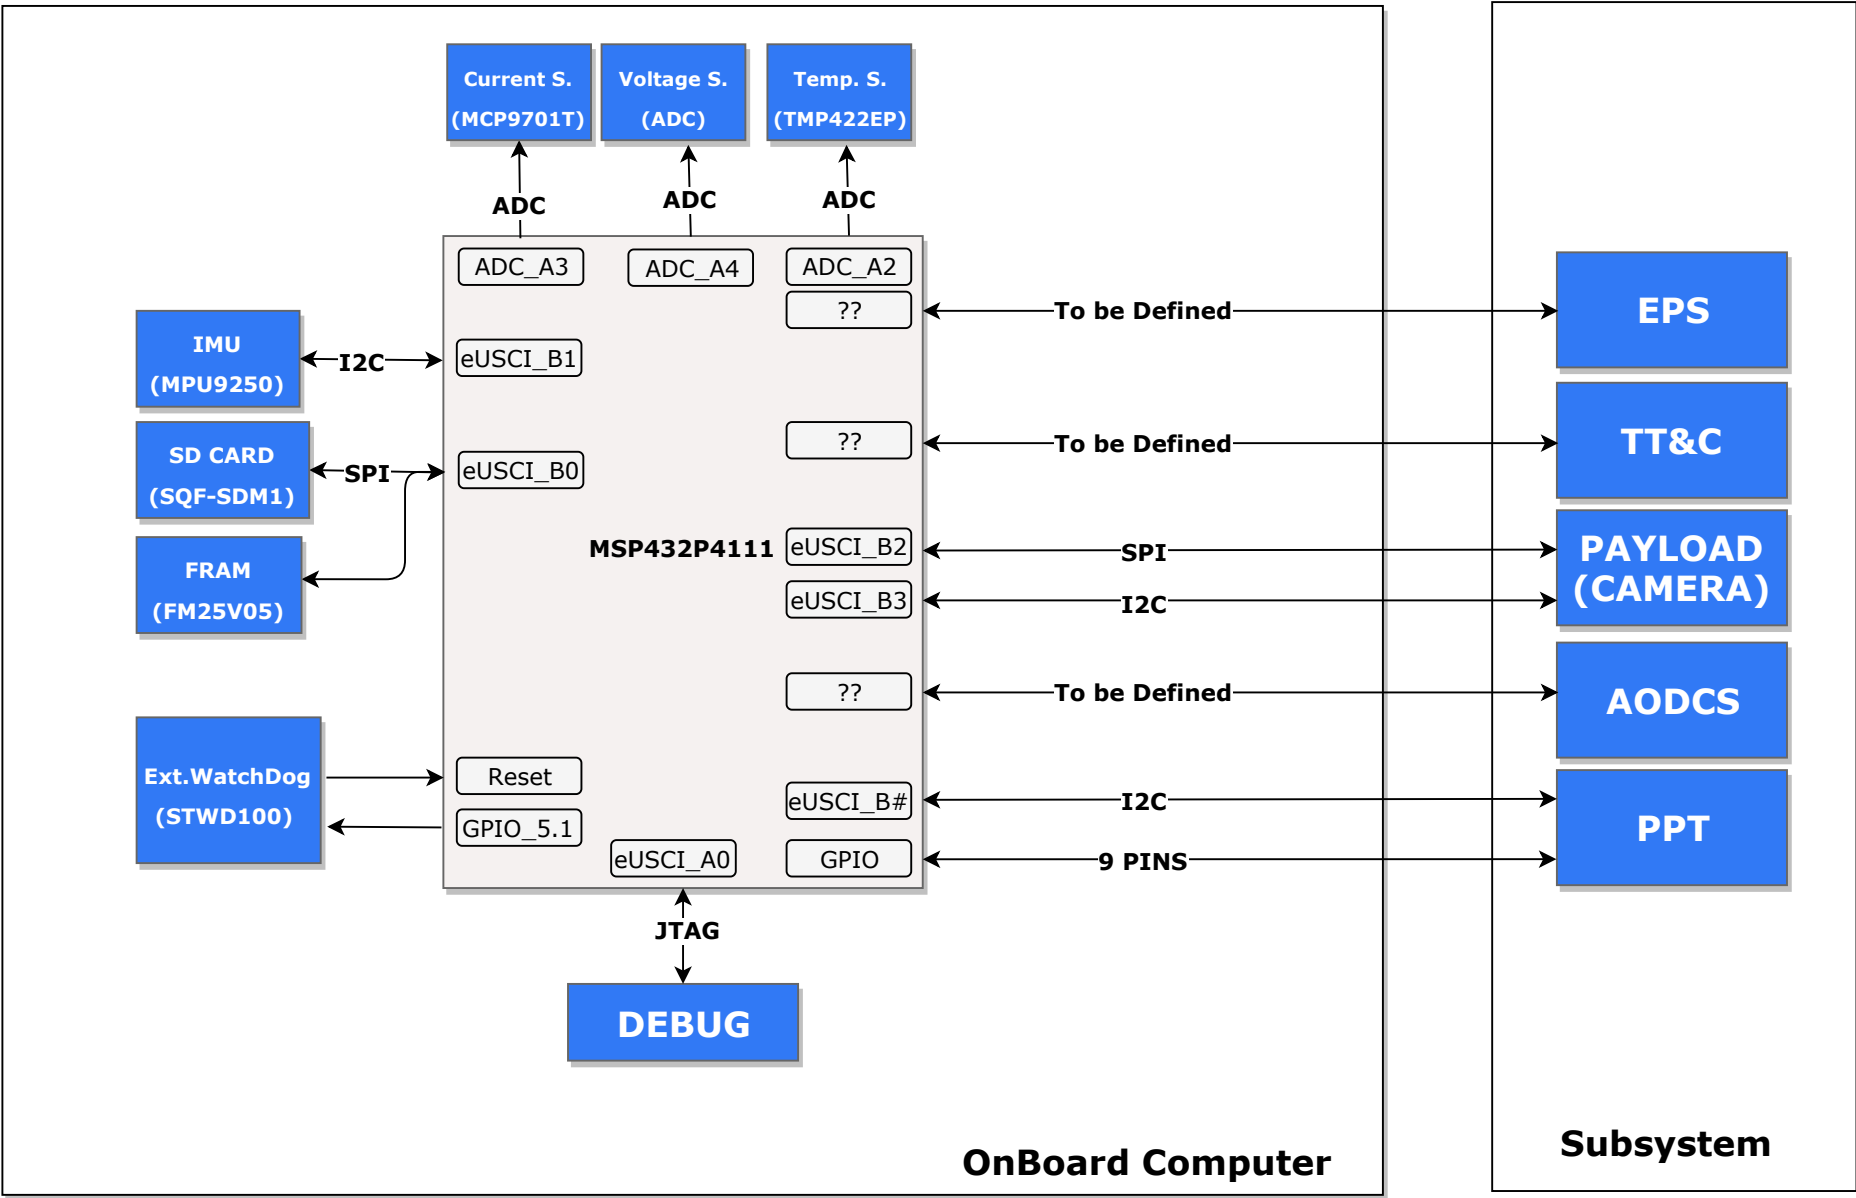 Current S.
(MCP9701T)
Voltage S.
(ADC)
Temp. S.
(TMP422EP)
ADC
ADC
ADC
ADC_A3
ADC_A4
ADC_A2
??
To be Defined
EPS
IMU
(MPU9250)
I2C
eUSCI_B1
SD CARD
(SQF-SDM1)
SPI
eUSCI_B0
??
To be Defined
TT&C
FRAM
(FM25V05)
MSP432P4111
eUSCI_B2
SPI
eUSCI_B3
I2C
PAYLOAD
(CAMERA)
??
To be Defined
AODCS
Ext.WatchDog
(STWD100)
Reset
GPIO_5.1
eUSCI_B#
I2C
PPT
eUSCI_A0
GPIO
9 PINS
JTAG
DEBUG
OnBoard Computer
Subsystem